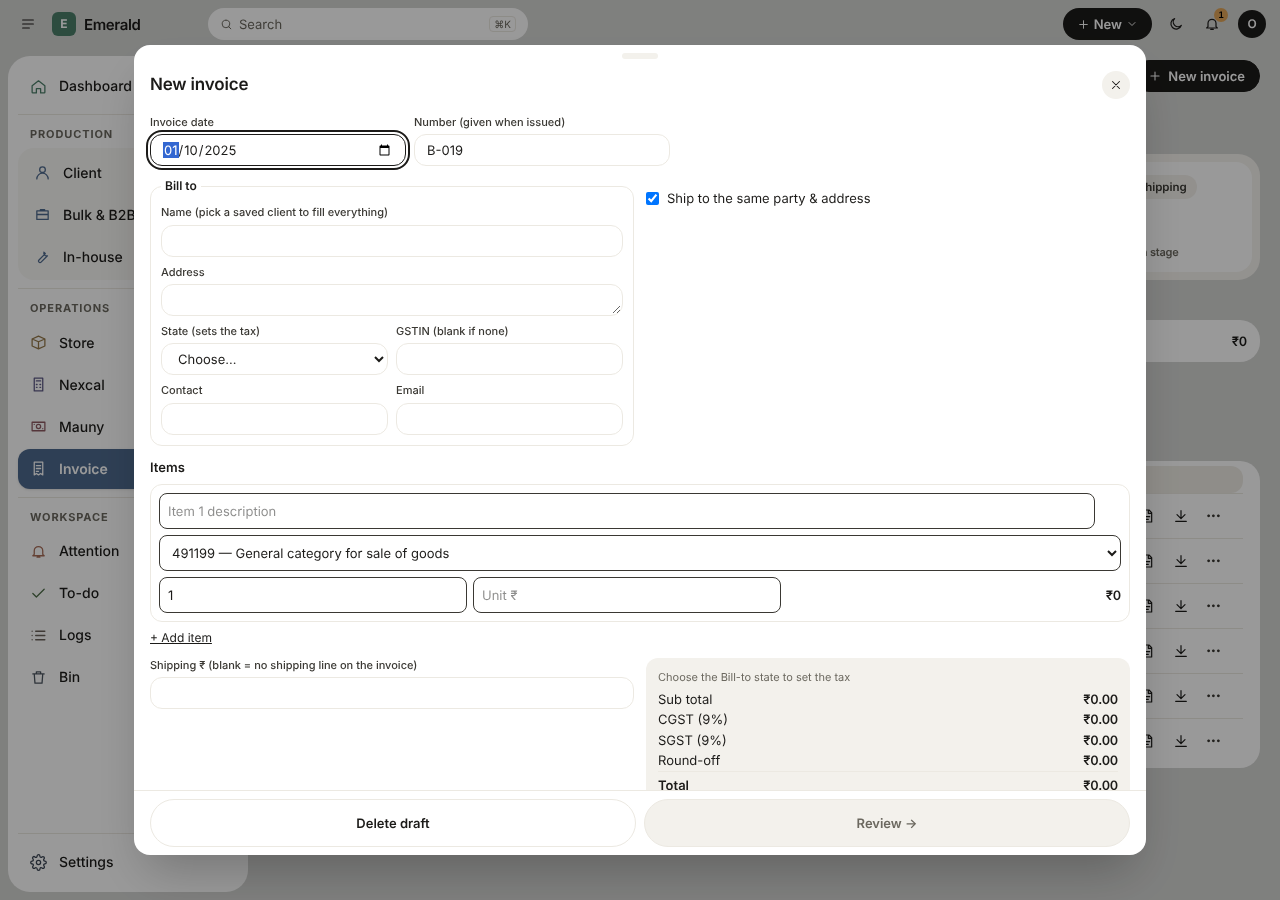 E Emerald
Search ⌘K
+ New
1
O
Dashboard
PRODUCTION
Client
Bulk & B2B
In-house
OPERATIONS
Store
Nexcal
Mauny
Invoice
WORKSPACE
Attention
To-do
Logs
Bin
Settings
+ New invoice
hipping
stage
₹0
New invoice
Invoice date
Number (given when issued)
01/10/2025
B-019
Bill to
Ship to the same party & address
Name (pick a saved client to fill everything)
Address
State (sets the tax)
GSTIN (blank if none)
Choose...
Contact
Email
Items
Item 1 description
491199 — General category for sale of goods
1
Unit ₹
₹0
+ Add item
Shipping ₹ (blank = no shipping line on the invoice)
Choose the Bill-to state to set the tax
Sub total ₹0.00
CGST (9%) ₹0.00
SGST (9%) ₹0.00
Round-off ₹0.00
Total ₹0.00
Delete draft
Review →